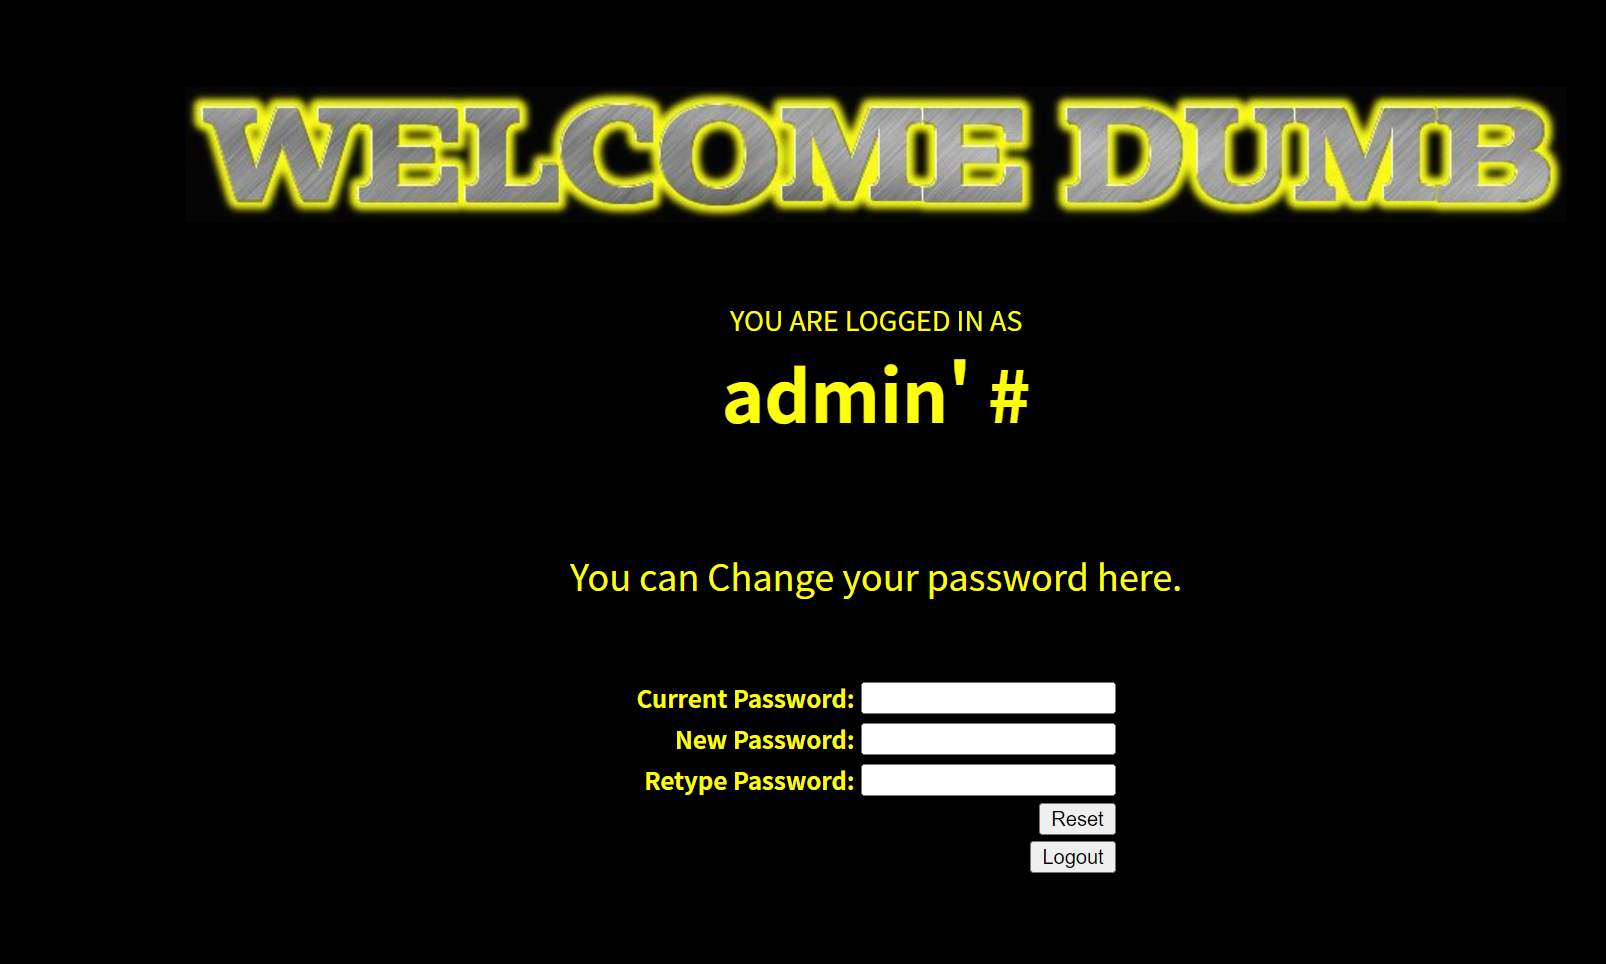 WELCOME DUMB
YOU ARE LOGGED IN AS
admin' #
You can Change your password here.
Current Password:
New Password:
Retype Password:
Reset
Logout